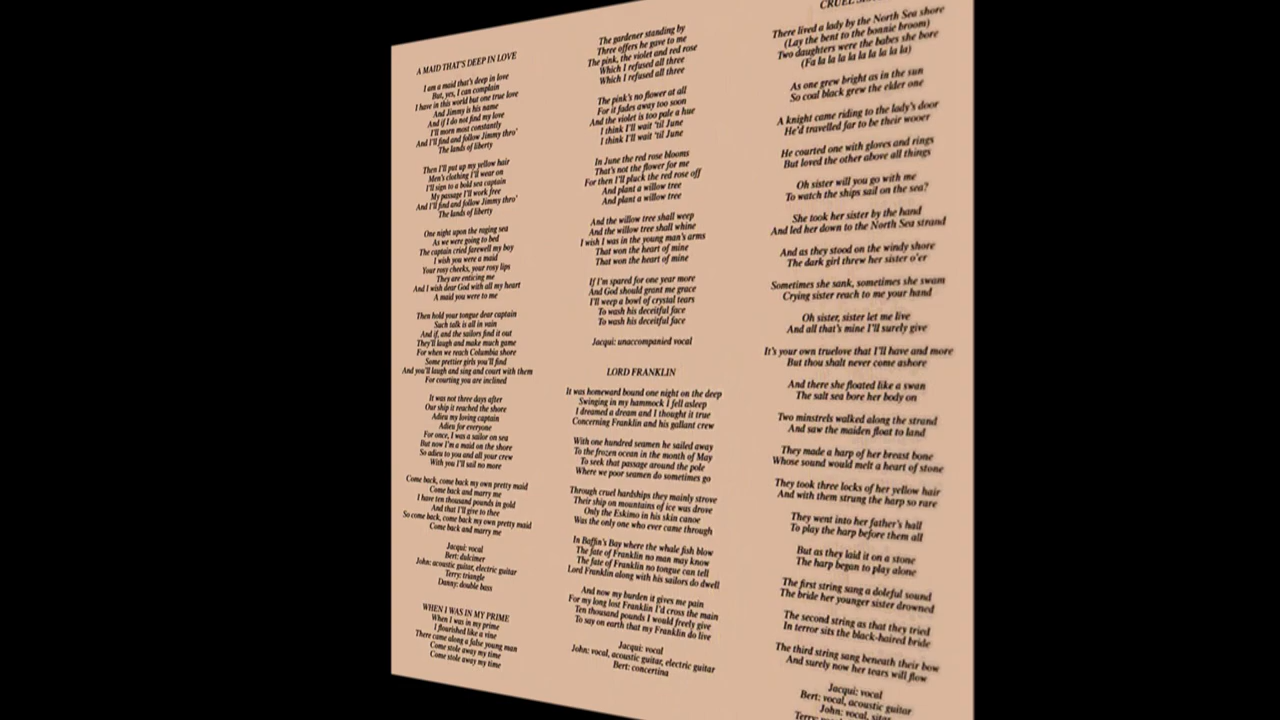 A MAID THAT'S DEEP IN LOVE
I am a maid that's deep in love
But, yes, I can complain
I have in this world but one true love
And Jimmy is his name
And if I do not find my love
I'll morn most constantly
And I'll find and follow Jimmy thro'
The lands of liberty
Then I'll put up my yellow hair
Men's clothing I'll wear on
I'll sign to a bold sea captain
My passage I'll work free
And I'll find and follow Jimmy thro'
The lands of liberty
One night upon the raging sea
As we were going to bed
The captain cried farewell my boy
I wish you were a maid
Your rosy cheeks, your rosy lips
They are enticing me
And I wish dear God with all my heart
A maid you were to me
Then hold your tongue dear captain
Such talk is all in vain
And if, and the sailors find it out
They'll laugh and make much game
For when we reach Columbia shore
Some prettier girls you'll find
And you'll laugh and sing and court with them
For courting you are inclined
It was not three days after
Our ship it reached the shore
Adieu my loving captain
Adieu for everyone
For once, I was a sailor on sea
But now I'm a maid on the shore
So adieu to you and all your crew
With you I'll sail no more
Come back, come back my own pretty maid
Come back and marry me
I have ten thousand pounds in gold
And that I'll give to thee
So come back, come back my own pretty maid
Come back and marry me
Jacqui: vocal
Bert: dulcimer
John: acoustic guitar, electric guitar
Terry: triangle
Danny: double bass
WHEN I WAS IN MY PRIME
When I was in my prime
I flourished like a vine
There came along a false young man
Come stole away my time
Come stole away my time
The gardener standing by
Three offers he gave to me
The pink, the violet and red rose
Which I refused all three
Which I refused all three
The pink's no flower at all
For it fades away too soon
And the violet is too pale a hue
I think I'll wait 'til June
I think I'll wait 'til June
In June the red rose blooms
That's not the flower for me
For then I'll pluck the red rose off
And plant a willow tree
And plant a willow tree
And the willow tree shall weep
And the willow tree shall whine
I wish I was in the young man's arms
That won the heart of mine
That won the heart of mine
If I'm spared for one year more
And God should grant me grace
I'll weep a bowl of crystal tears
To wash his deceitful face
To wash his deceitful face
Jacqui: unaccompanied vocal
LORD FRANKLIN
It was homeward bound one night on the deep
Swinging in my hammock I fell asleep
I dreamed a dream and I thought it true
Concerning Franklin and his gallant crew
With one hundred seamen he sailed away
To the frozen ocean in the month of May
To seek that passage around the pole
Where we poor seamen do sometimes go
Through cruel hardships they mainly strove
Their ship on mountains of ice was drove
Only the Eskimo in his skin canoe
Was the only one who ever came through
In Baffin's Bay where the whale fish blow
The fate of Franklin no man may know
The fate of Franklin no tongue can tell
Lord Franklin along with his sailors do dwell
And now my burden it gives me pain
For my long lost Franklin I'd cross the main
Ten thousand pounds I would freely give
To say on earth that my Franklin do live
Jacqui: vocal
John: vocal, acoustic guitar, electric guitar
Bert: concertina
CRUEL
There lived a lady by the North Sea shore
(Lay the bent to the bonnie broom)
Two daughters were the babes she bore
(Fa la la la la la la la la)
As one grew bright as in the sun
So coal black grew the elder one
A knight came riding to the lady's door
He'd travelled far to be their wooer
He courted one with gloves and rings
But loved the other above all things
Oh sister will you go with me
To watch the ships sail on the sea?
She took her sister by the hand
And led her down to the North Sea strand
And as they stood on the windy shore
The dark girl threw her sister o'er
Sometimes she sank, sometimes she swam
Crying sister reach to me your hand
Oh sister, sister let me live
And all that's mine I'll surely give
It's your own truelove that I'll have and more
But thou shalt never come ashore
And there she floated like a swan
The salt sea bore her body on
Two minstrels walked along the strand
And saw the maiden float to land
They made a harp of her breast bone
Whose sound would melt a heart of stone
They took three locks of her yellow hair
And with them strung the harp so rare
They went into her father's hall
To play the harp before them all
But as they laid it on a stone
The harp began to play alone
The first string sang a doleful sound
The bride her younger sister drowned
The second string as that they tried
In terror sits the black-haired bride
The third string sang beneath their bow
And surely now her tears will flow
Jacqui: vocal
Bert: vocal, acoustic guitar
John: vocal, sitar
Terry: